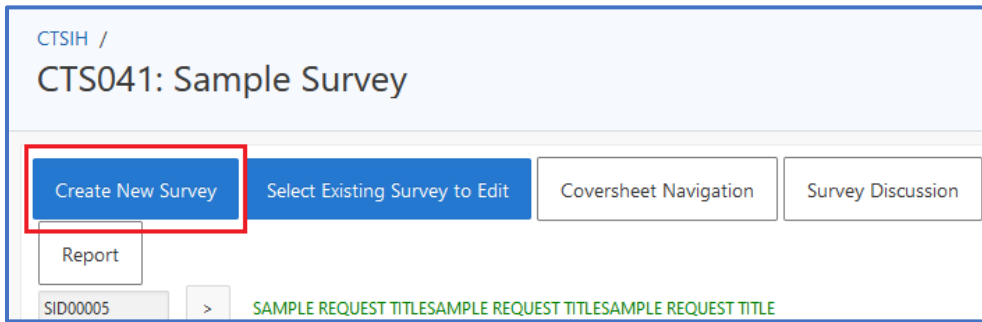 CTSIH /
CTS041: Sample Survey
Create New Survey Select Existing Survey to Edit Coversheet Navigation Survey Discussion
Report
SID00005 > SAMPLE REQUEST TITLESAMPLE REQUEST TITLESAMPLE REQUEST TITLE